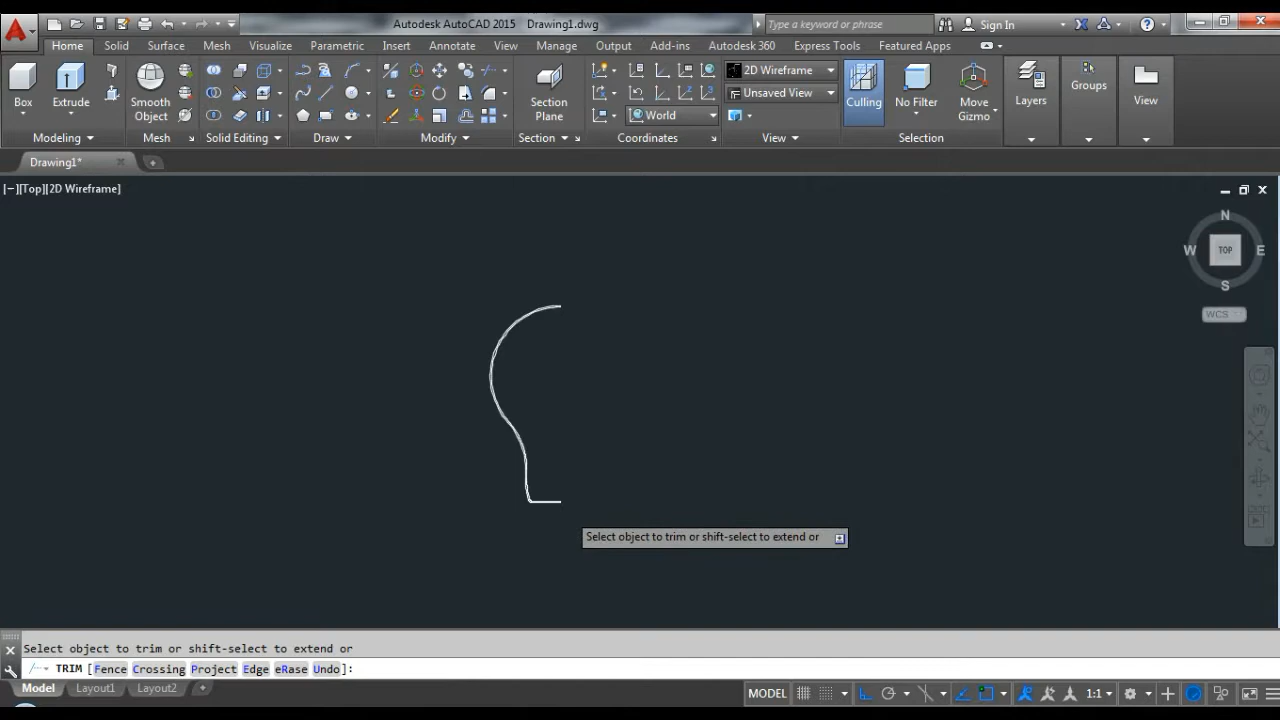 Autodesk AutoCAD 2015 Drawing1.dwg
Type a keyword or phrase
Sign In
Home Solid Surface Mesh Visualize Parametric Insert Annotate View Manage Output Add-ins Autodesk 360 Express Tools Featured Apps
Box Extrude Smooth Object Section Plane World 2D Wireframe Unsaved View Culling No Filter Move Gizmo Layers Groups View
Modeling Mesh Solid Editing Draw Modify Section Coordinates View Selection
Drawing1*
[−][Top][2D Wireframe]
N
W TOP E
S
WCS
Select object to trim or shift-select to extend or
Select object to trim or shift-select to extend or
TRIM [Fence Crossing Project Edge eRase Undo]:
Model Layout1 Layout2
MODEL 1:1